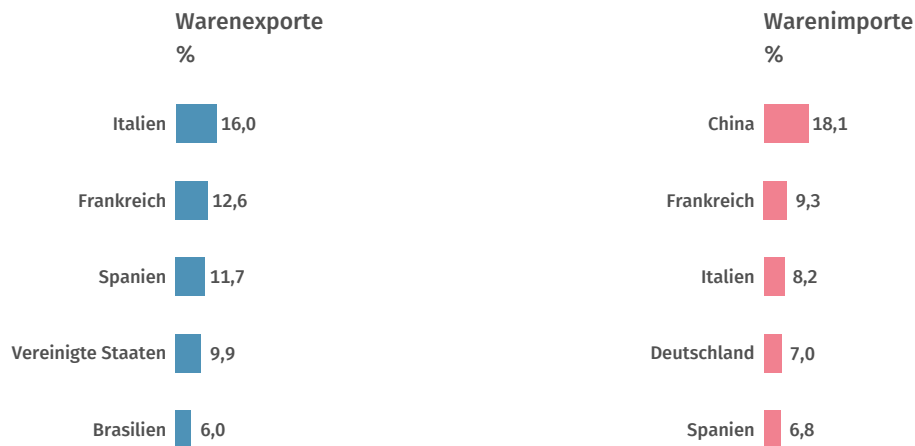 Warenexporte
%
Italien 16,0
Frankreich 12,6
Spanien 11,7
Vereinigte Staaten 9,9
Brasilien 6,0
Warenimporte
%
China 18,1
Frankreich 9,3
Italien 8,2
Deutschland 7,0
Spanien 6,8